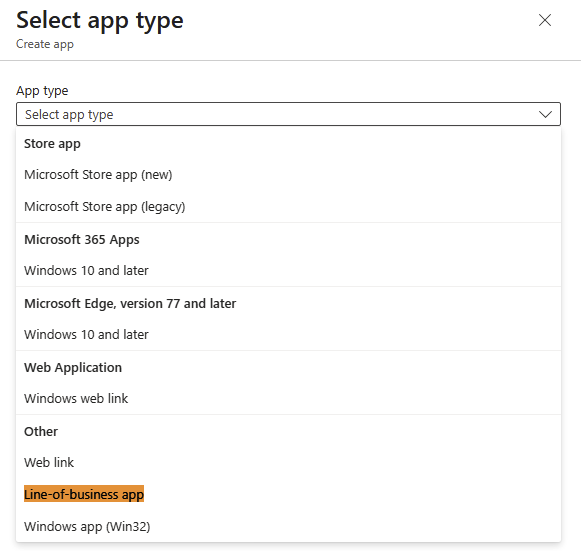 Select app type
Create app
App type
Select app type
Store app
Microsoft Store app (new)
Microsoft Store app (legacy)
Microsoft 365 Apps
Windows 10 and later
Microsoft Edge, version 77 and later
Windows 10 and later
Web Application
Windows web link
Other
Web link
Line-of-business app
Windows app (Win32)